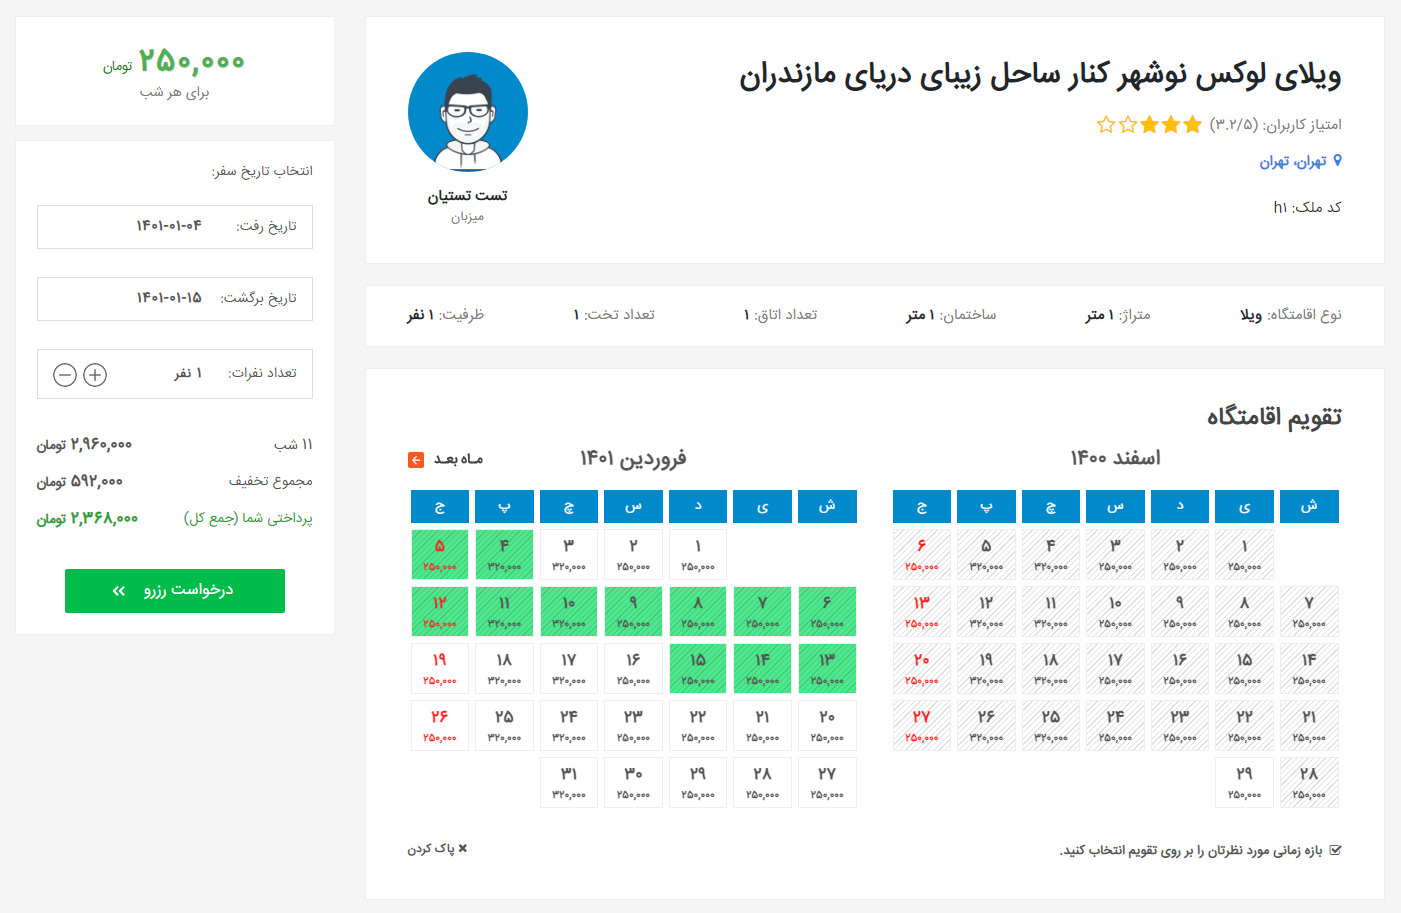 ویلای لوکس نوشهر کنار ساحل زیبای دریای مازندران
امتیاز کاربران: (۳.۲/۵)
تهران، تهران
کد ملک: h۱
تست تستیان
میزبان
نوع اقامتگاه: ویلا
متراژ: ۱ متر
ساختمان: ۱ متر
تعداد اتاق: ۱
تعداد تخت: ۱
ظرفیت: ۱ نفر
تقویم اقامتگاه
اسفند ۱۴۰۰
ش ی د س چ پ ج
۱ ۲ ۳ ۴ ۵ ۶
۲۵۰,۰۰۰ ۲۵۰,۰۰۰ ۲۵۰,۰۰۰ ۳۲۰,۰۰۰ ۳۲۰,۰۰۰ ۲۵۰,۰۰۰
۷ ۸ ۹ ۱۰ ۱۱ ۱۲ ۱۳
۲۵۰,۰۰۰ ۲۵۰,۰۰۰ ۲۵۰,۰۰۰ ۲۵۰,۰۰۰ ۳۲۰,۰۰۰ ۳۲۰,۰۰۰ ۲۵۰,۰۰۰
۱۴ ۱۵ ۱۶ ۱۷ ۱۸ ۱۹ ۲۰
۲۵۰,۰۰۰ ۲۵۰,۰۰۰ ۲۵۰,۰۰۰ ۲۵۰,۰۰۰ ۳۲۰,۰۰۰ ۳۲۰,۰۰۰ ۲۵۰,۰۰۰
۲۱ ۲۲ ۲۳ ۲۴ ۲۵ ۲۶ ۲۷
۲۵۰,۰۰۰ ۲۵۰,۰۰۰ ۲۵۰,۰۰۰ ۲۵۰,۰۰۰ ۳۲۰,۰۰۰ ۳۲۰,۰۰۰ ۲۵۰,۰۰۰
۲۸ ۲۹
۲۵۰,۰۰۰ ۲۵۰,۰۰۰
فروردین ۱۴۰۱
مـاه بعـد
ش ی د س چ پ ج
۱ ۲ ۳ ۴ ۵
۲۵۰,۰۰۰ ۲۵۰,۰۰۰ ۳۲۰,۰۰۰ ۳۲۰,۰۰۰ ۲۵۰,۰۰۰
۶ ۷ ۸ ۹ ۱۰ ۱۱ ۱۲
۲۵۰,۰۰۰ ۲۵۰,۰۰۰ ۲۵۰,۰۰۰ ۲۵۰,۰۰۰ ۳۲۰,۰۰۰ ۳۲۰,۰۰۰ ۲۵۰,۰۰۰
۱۳ ۱۴ ۱۵ ۱۶ ۱۷ ۱۸ ۱۹
۲۵۰,۰۰۰ ۲۵۰,۰۰۰ ۲۵۰,۰۰۰ ۲۵۰,۰۰۰ ۳۲۰,۰۰۰ ۳۲۰,۰۰۰ ۲۵۰,۰۰۰
۲۰ ۲۱ ۲۲ ۲۳ ۲۴ ۲۵ ۲۶
۲۵۰,۰۰۰ ۲۵۰,۰۰۰ ۲۵۰,۰۰۰ ۲۵۰,۰۰۰ ۳۲۰,۰۰۰ ۳۲۰,۰۰۰ ۲۵۰,۰۰۰
۲۷ ۲۸ ۲۹ ۳۰ ۳۱
۲۵۰,۰۰۰ ۲۵۰,۰۰۰ ۲۵۰,۰۰۰ ۲۵۰,۰۰۰ ۳۲۰,۰۰۰
بازه زمانی مورد نظرتان را بر روی تقویم انتخاب کنید.
پاک کردن
۲۵۰,۰۰۰ تومان
برای هر شب
انتخاب تاریخ سفر:
تاریخ رفت: ۱۴۰۱-۰۱-۰۴
تاریخ برگشت: ۱۴۰۱-۰۱-۱۵
تعداد نفرات: ۱ نفر
۱۱ شب ۲,۹۶۰,۰۰۰ تومان
مجموع تخفیف ۵۹۲,۰۰۰ تومان
پرداختی شما (جمع کل) ۲,۳۶۸,۰۰۰ تومان
درخواست رزرو